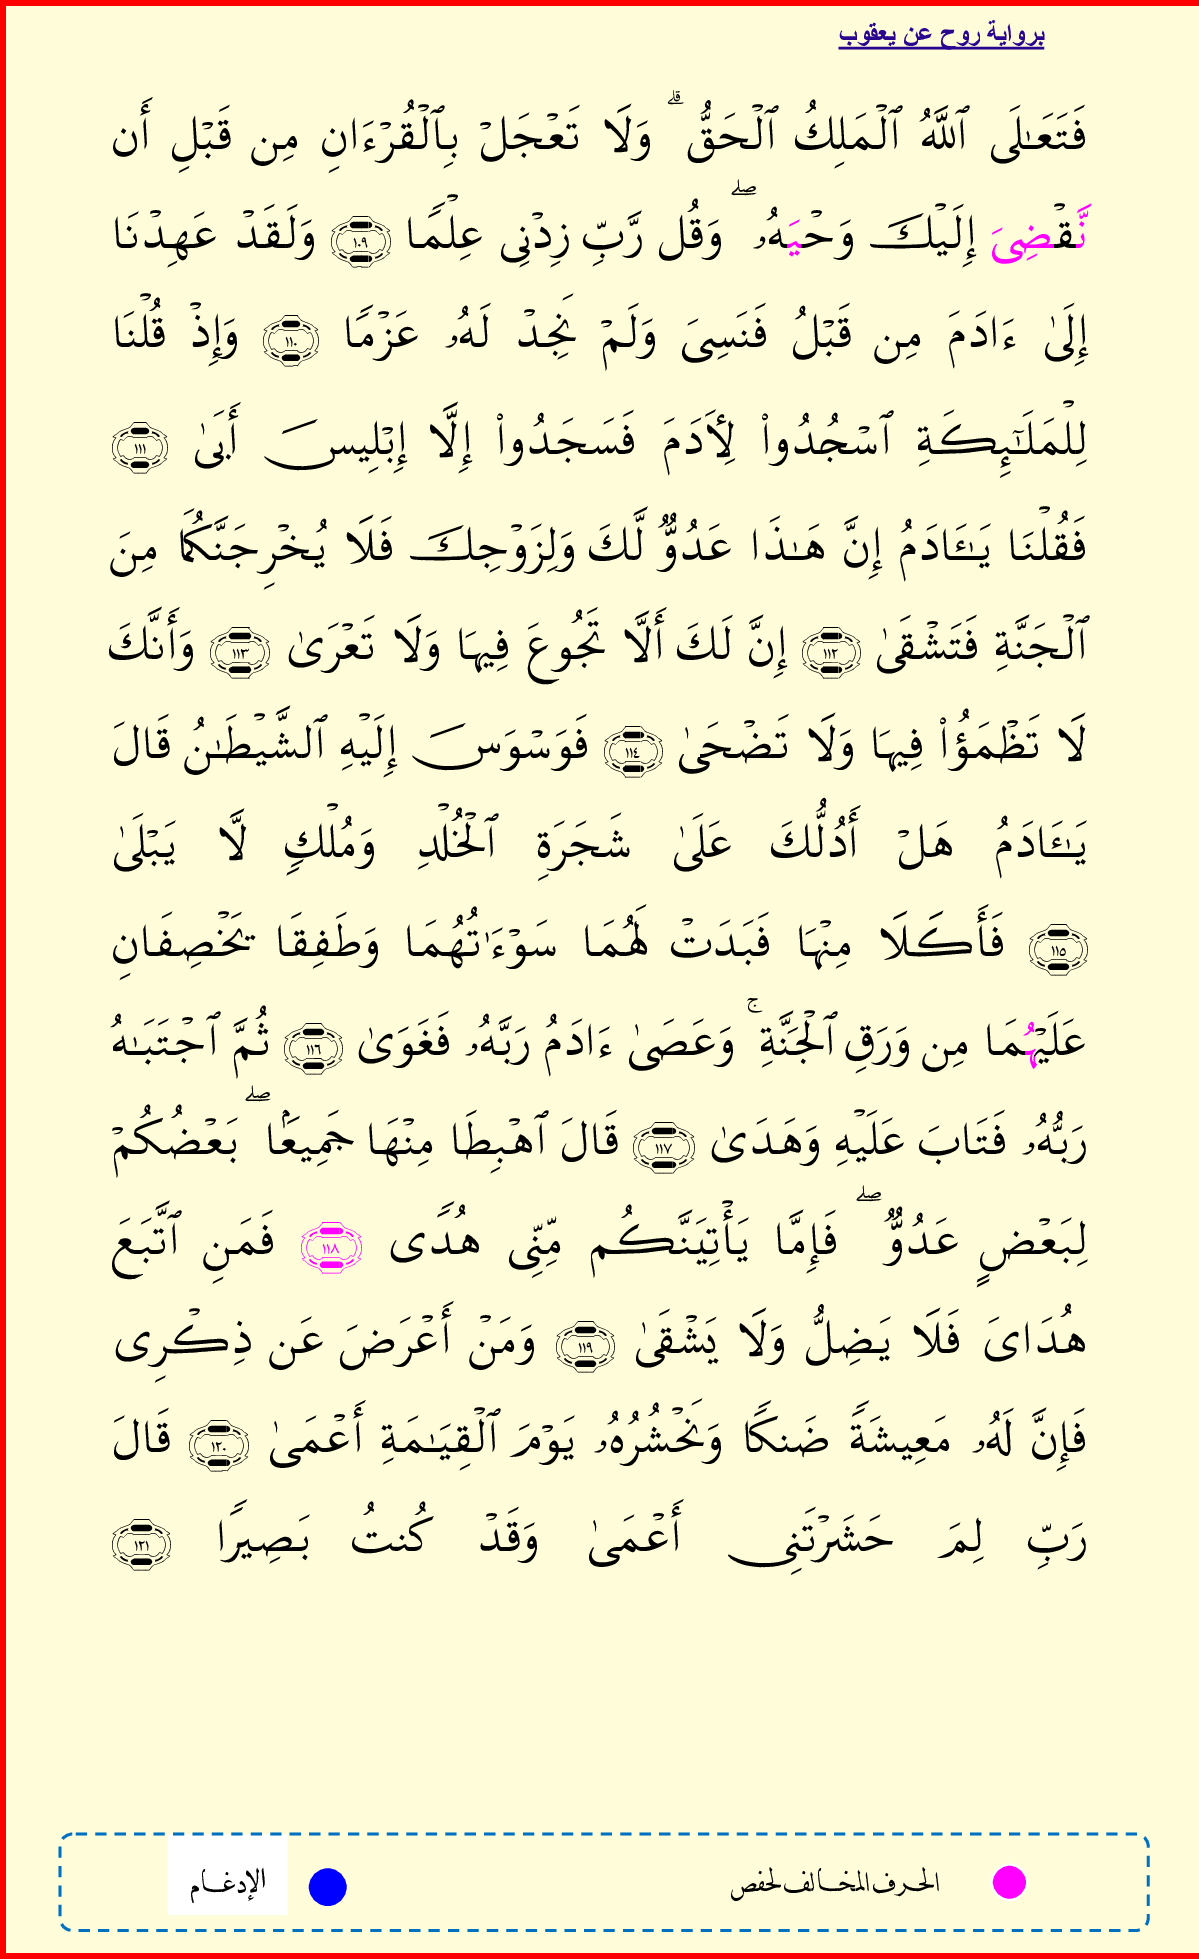 برواية روح عن يعقوب
فَتَعَٰلَى ٱللَّهُ ٱلۡمَلِكُ ٱلۡحَقُّۗ وَلَا تَعۡجَلۡ بِٱلۡقُرۡءَانِ مِن قَبۡلِ أَن
نَّقۡضِيَ إِلَيۡكَ وَحۡيَهُۥۖ وَقُل رَّبِّ زِدۡنِي عِلۡمٗا ١٠٩ وَلَقَدۡ عَهِدۡنَا
إِلَىٰٓ ءَادَمَ مِن قَبۡلُ فَنَسِيَ وَلَمۡ نَجِدۡ لَهُۥ عَزۡمٗا ١١٠ وَإِذۡ قُلۡنَا
لِلۡمَلَٰٓئِكَةِ ٱسۡجُدُواْ لِأٓدَمَ فَسَجَدُواْ إِلَّا إِبۡلِيسَ أَبَىٰ ١١١
فَقُلۡنَا يَٰـَٔادَمُ إِنَّ هَٰذَا عَدُوّٞ لَّكَ وَلِزَوۡجِكَ فَلَا يُخۡرِجَنَّكُمَا مِنَ
ٱلۡجَنَّةِ فَتَشۡقَىٰ ١١٢ إِنَّ لَكَ أَلَّا تَجُوعَ فِيهَا وَلَا تَعۡرَىٰ ١١٣ وَأَنَّكَ
لَا تَظۡمَؤُاْ فِيهَا وَلَا تَضۡحَىٰ ١١٤ فَوَسۡوَسَ إِلَيۡهِ ٱلشَّيۡطَٰنُ قَالَ
يَٰـَٔادَمُ هَلۡ أَدُلُّكَ عَلَىٰ شَجَرَةِ ٱلۡخُلۡدِ وَمُلۡكٖ لَّا يَبۡلَىٰ
١١٥ فَأَكَلَا مِنۡهَا فَبَدَتۡ لَهُمَا سَوۡءَٰتُهُمَا وَطَفِقَا يَخۡصِفَانِ
عَلَيۡهُمَا مِن وَرَقِ ٱلۡجَنَّةِۚ وَعَصَىٰ ءَادَمُ رَبَّهُۥ فَغَوَىٰ ١١٦ ثُمَّ ٱجۡتَبَٰهُ
رَبُّهُۥ فَتَابَ عَلَيۡهِ وَهَدَىٰ ١١٧ قَالَ ٱهۡبِطَا مِنۡهَا جَمِيعَۢاۖ بَعۡضُكُمۡ
لِبَعۡضٍ عَدُوّٞۖ فَإِمَّا يَأۡتِيَنَّكُم مِّنِّي هُدٗى ١١٨ فَمَنِ ٱتَّبَعَ
هُدَايَ فَلَا يَضِلُّ وَلَا يَشۡقَىٰ ١١٩ وَمَنۡ أَعۡرَضَ عَن ذِكۡرِي
فَإِنَّ لَهُۥ مَعِيشَةٗ ضَنكٗا وَنَحۡشُرُهُۥ يَوۡمَ ٱلۡقِيَٰمَةِ أَعۡمَىٰ ١٢٠ قَالَ
رَبِّ لِمَ حَشَرۡتَنِي أَعۡمَىٰ وَقَدۡ كُنتُ بَصِيرٗا ١٢١
الحرف المخالف لحفص الإدغام